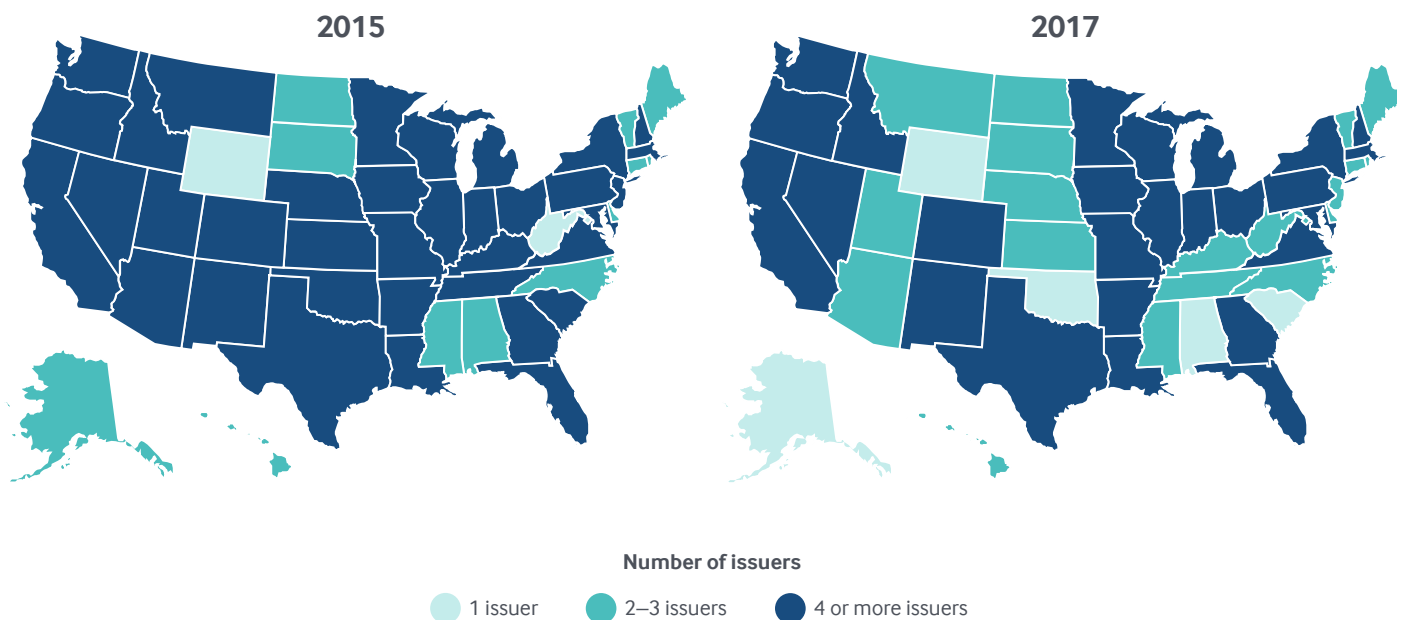 2015
2017
Number of issuers
1 issuer
2–3 issuers
4 or more issuers